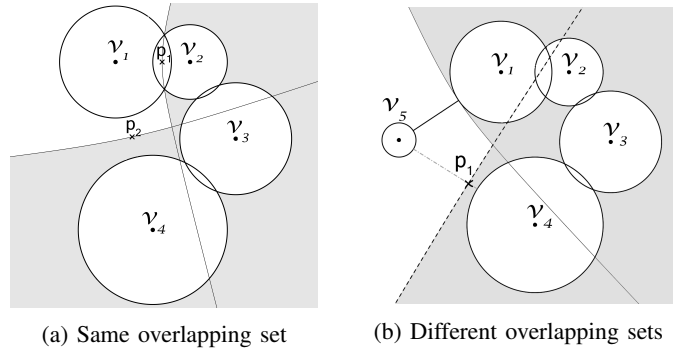 𝒱1 p1 𝒱2
p2 𝒱3
𝒱4
(a) Same overlapping set
𝒱1 𝒱2
𝒱5 𝒱3
p1
𝒱4
(b) Different overlapping sets